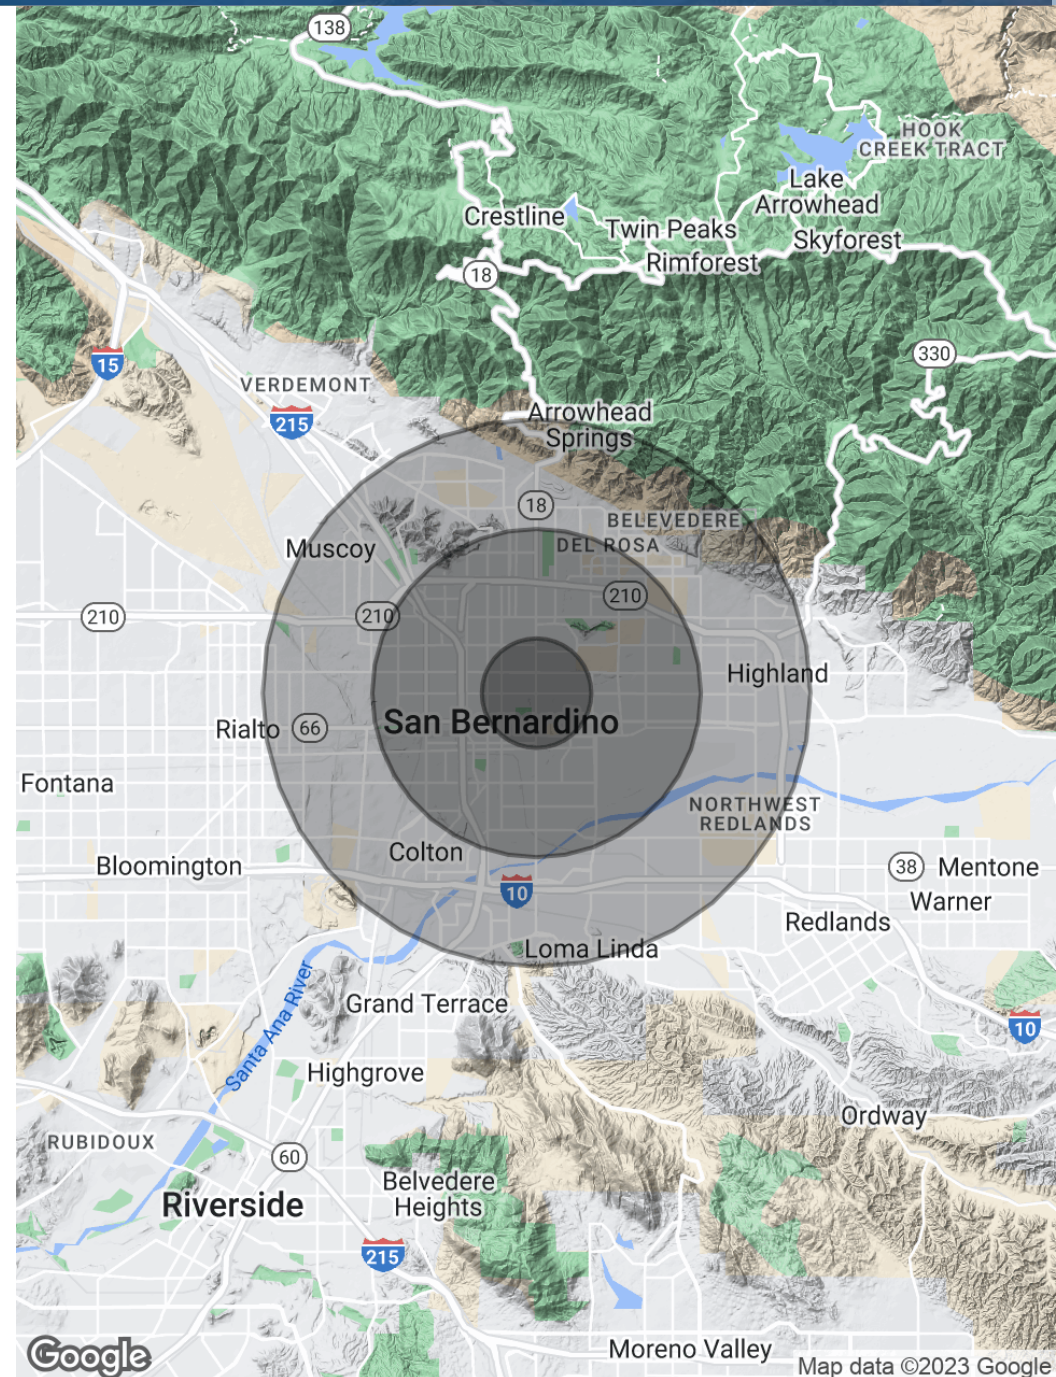 138
HOOK
CREEK TRACT
Lake
Arrowhead
Crestline
Twin Peaks
Skyforest
Rimforest
18
330
15
VERDEMONT
215
Arrowhead
Springs
18
BELEVEDERE
DEL ROSA
Muscoy
210
210
210
Highland
San Bernardino
Rialto
66
Fontana
NORTHWEST
REDLANDS
Colton
Bloomington
38
Mentone
10
Warner
Redlands
Loma Linda
Santa Ana River
Grand Terrace
10
Highgrove
Ordway
RUBIDOUX
60
Belvedere
Heights
Riverside
215
Moreno Valley
Google
Map data ©2023 Google